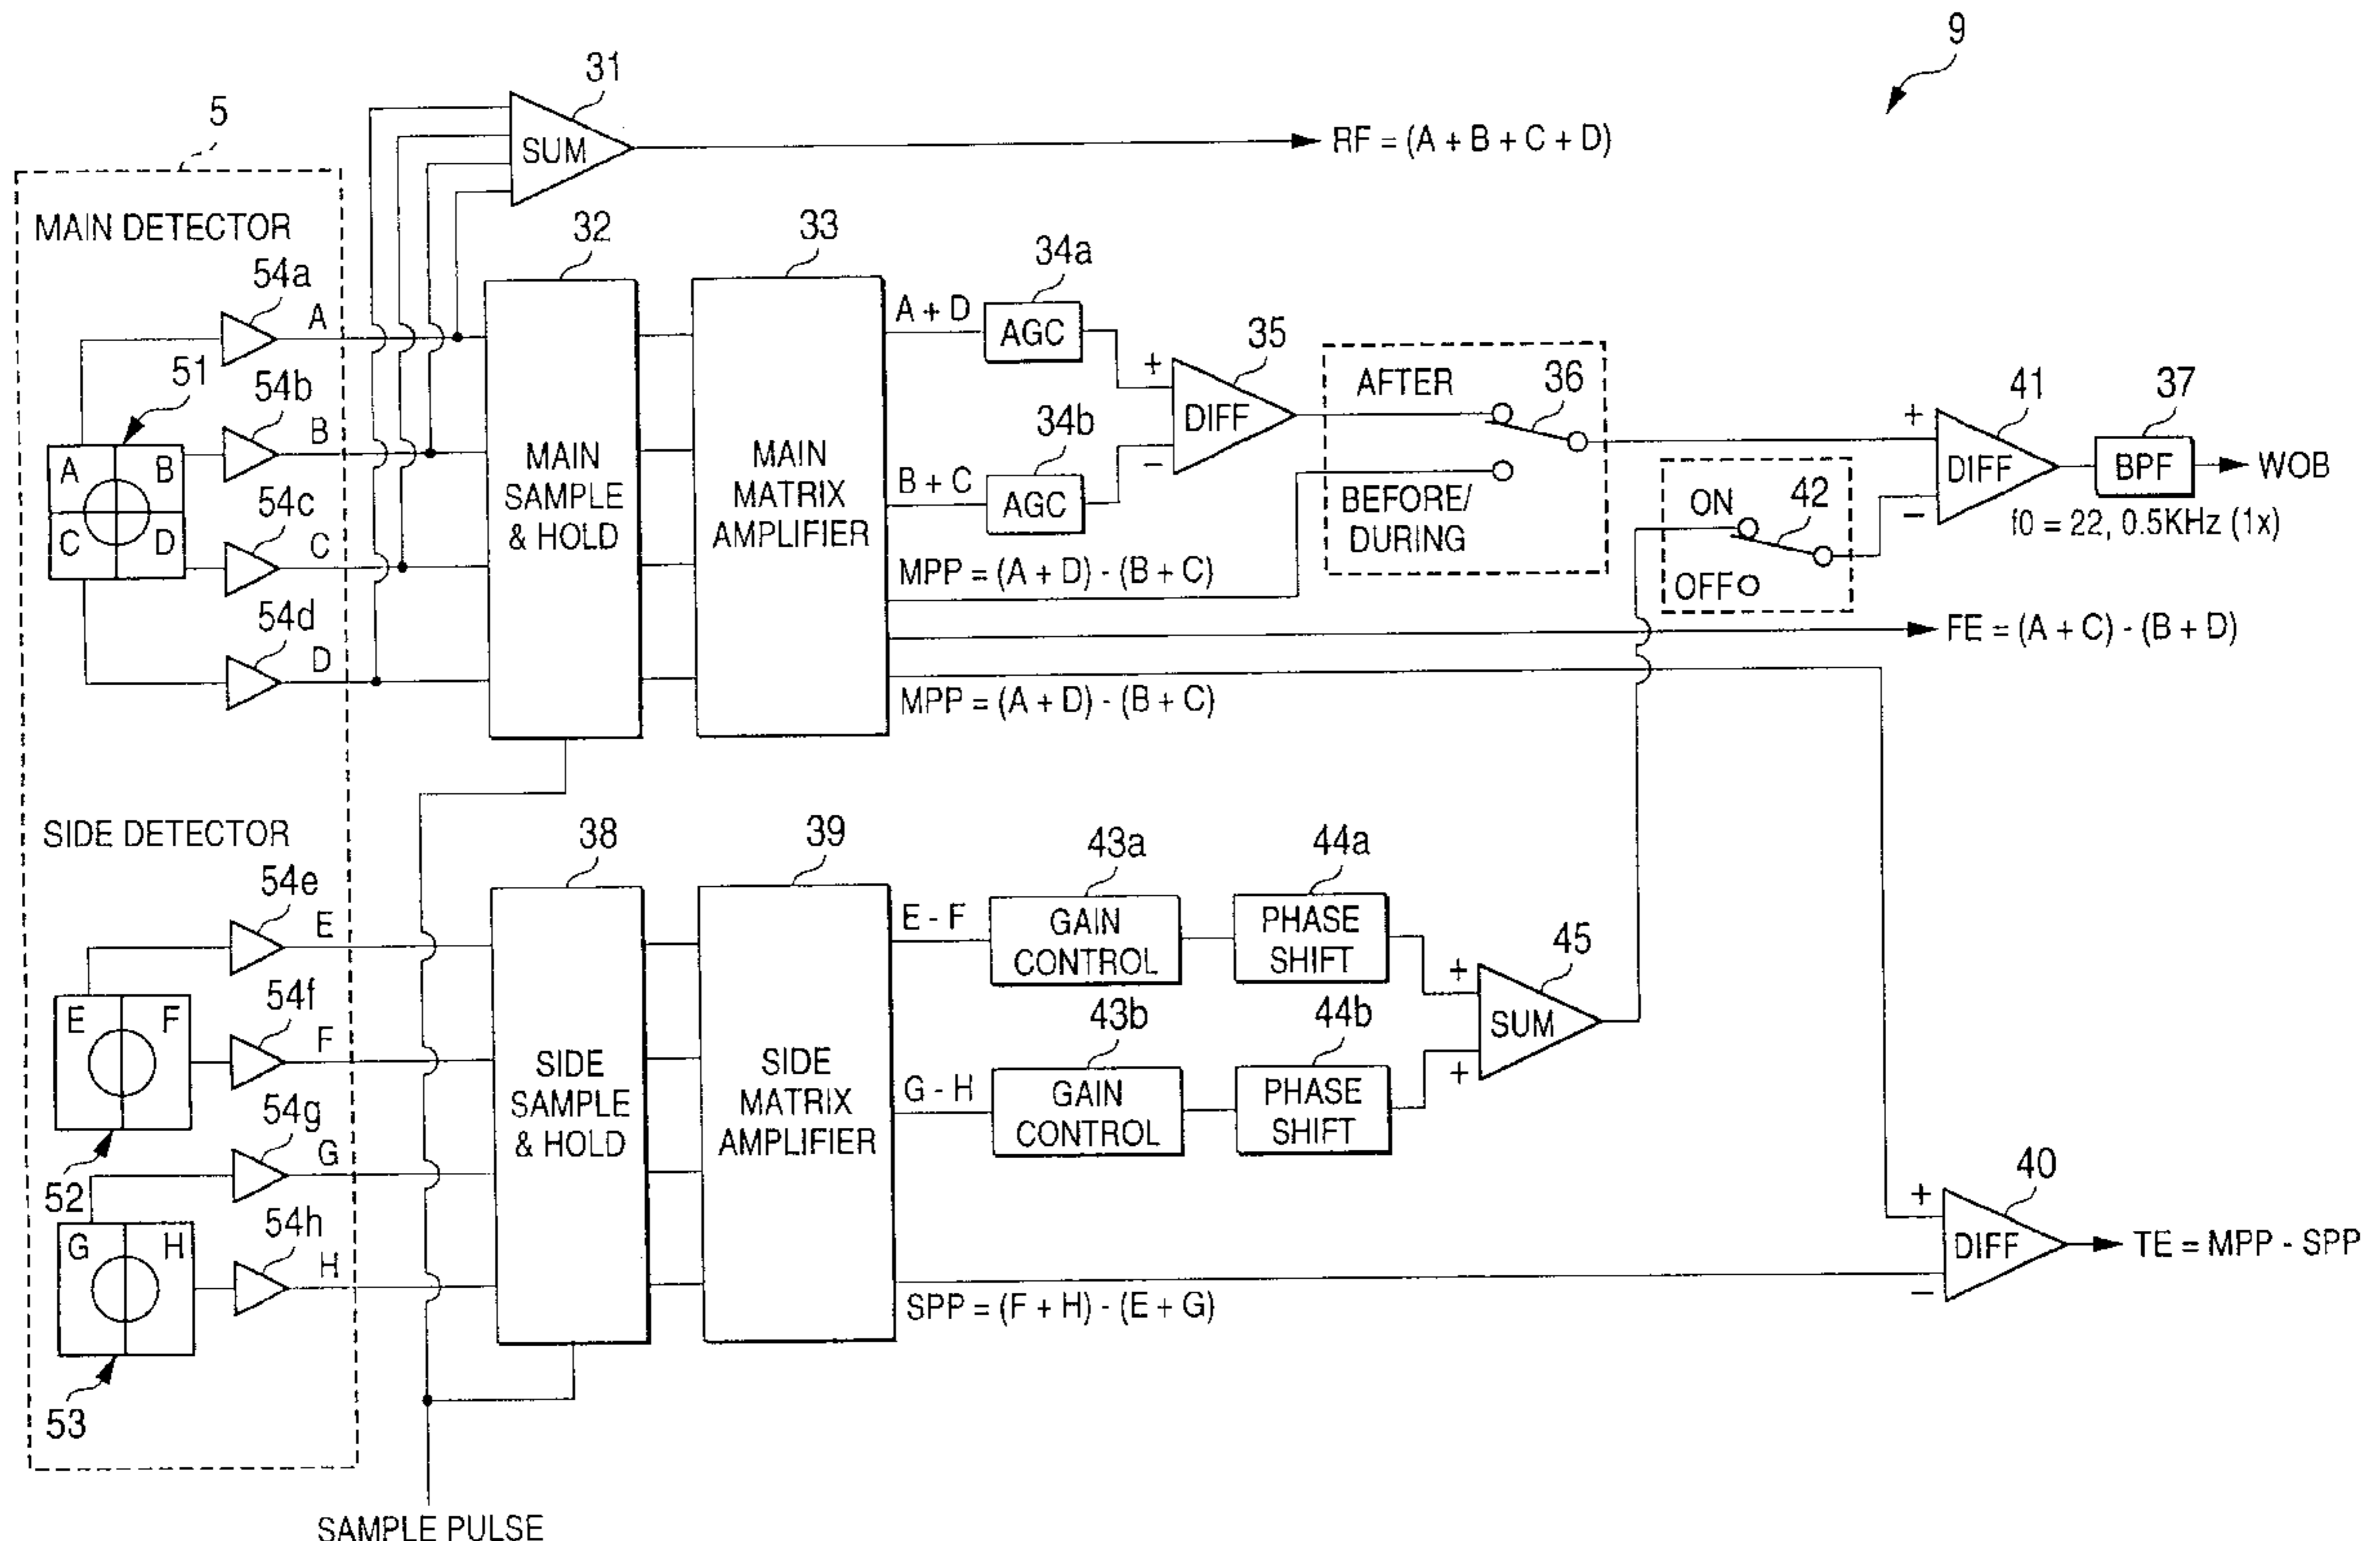 9
31
5
SUM
RF = (A + B + C + D)
MAIN DETECTOR
32
33
34a
54a
A
A + D
AGC
35
51
54b
B
AFTER
36
41
37
+
DIFF
34b
+
A
B
MAIN
SAMPLE
& HOLD
MAIN
MATRIX
AMPLIFIER
B + C
AGC
−
DIFF
BPF
WOB
54c
C
D
C
BEFORE/
DURING
ON
42
−
f0 = 22, 0.5KHz (1x)
MPP = (A + D) - (B + C)
OFF
54d
D
FE = (A + C) - (B + D)
MPP = (A + D) - (B + C)
SIDE DETECTOR
38
39
43a
44a
54e
E
E - F
GAIN
CONTROL
PHASE
SHIFT
45
+
54f
E
F
F
43b
44b
SUM
SIDE
SAMPLE
& HOLD
SIDE
MATRIX
AMPLIFIER
+
54g
G
G - H
GAIN
CONTROL
PHASE
SHIFT
52
40
54h
+
G
H
H
DIFF
TE = MPP - SPP
−
SPP = (F + H) - (E + G)
53
SAMPLE PULSE